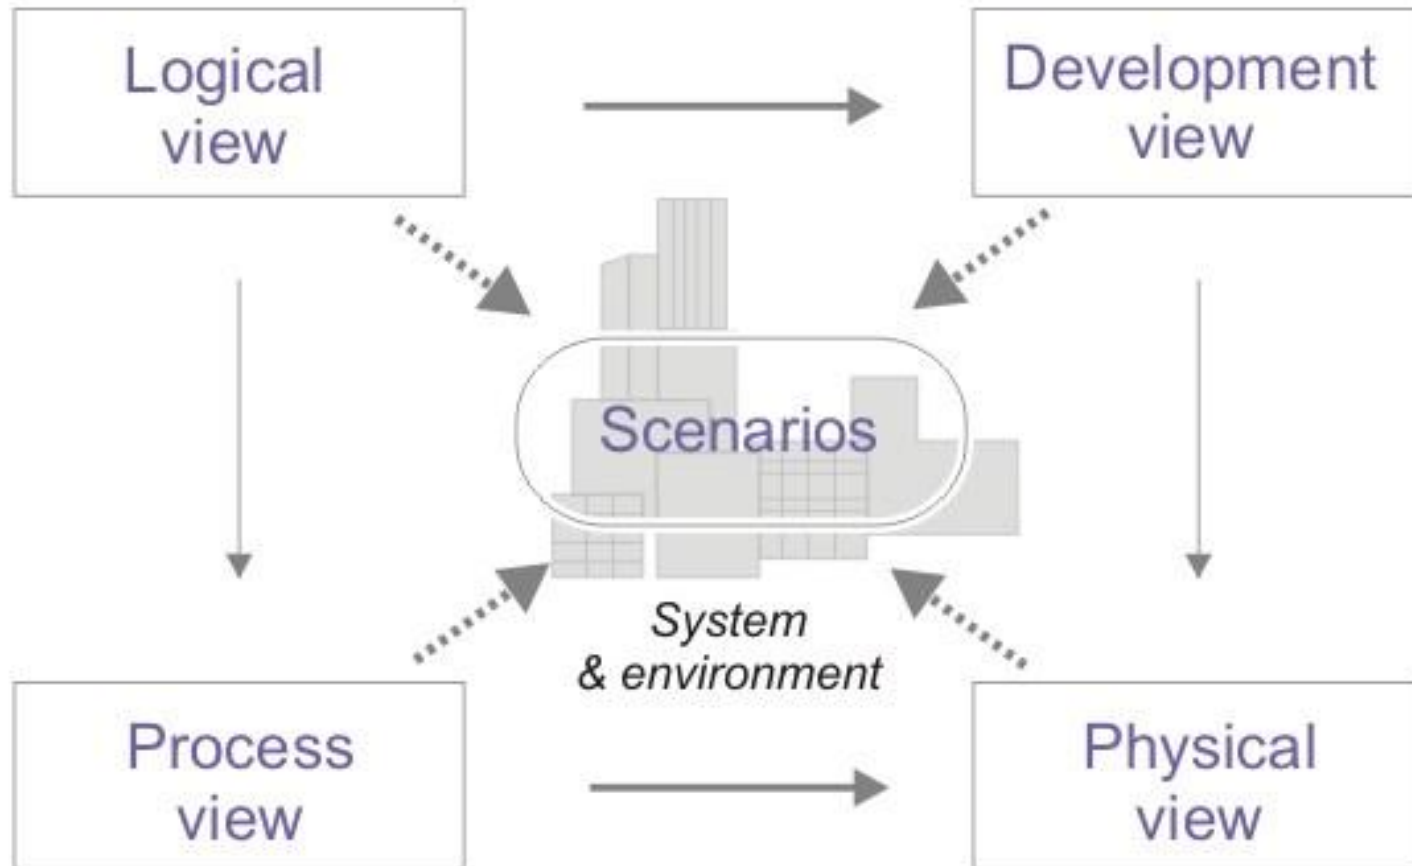 Logical
view
Development
view
Scenarios
System
& environment
Process
view
Physical
view